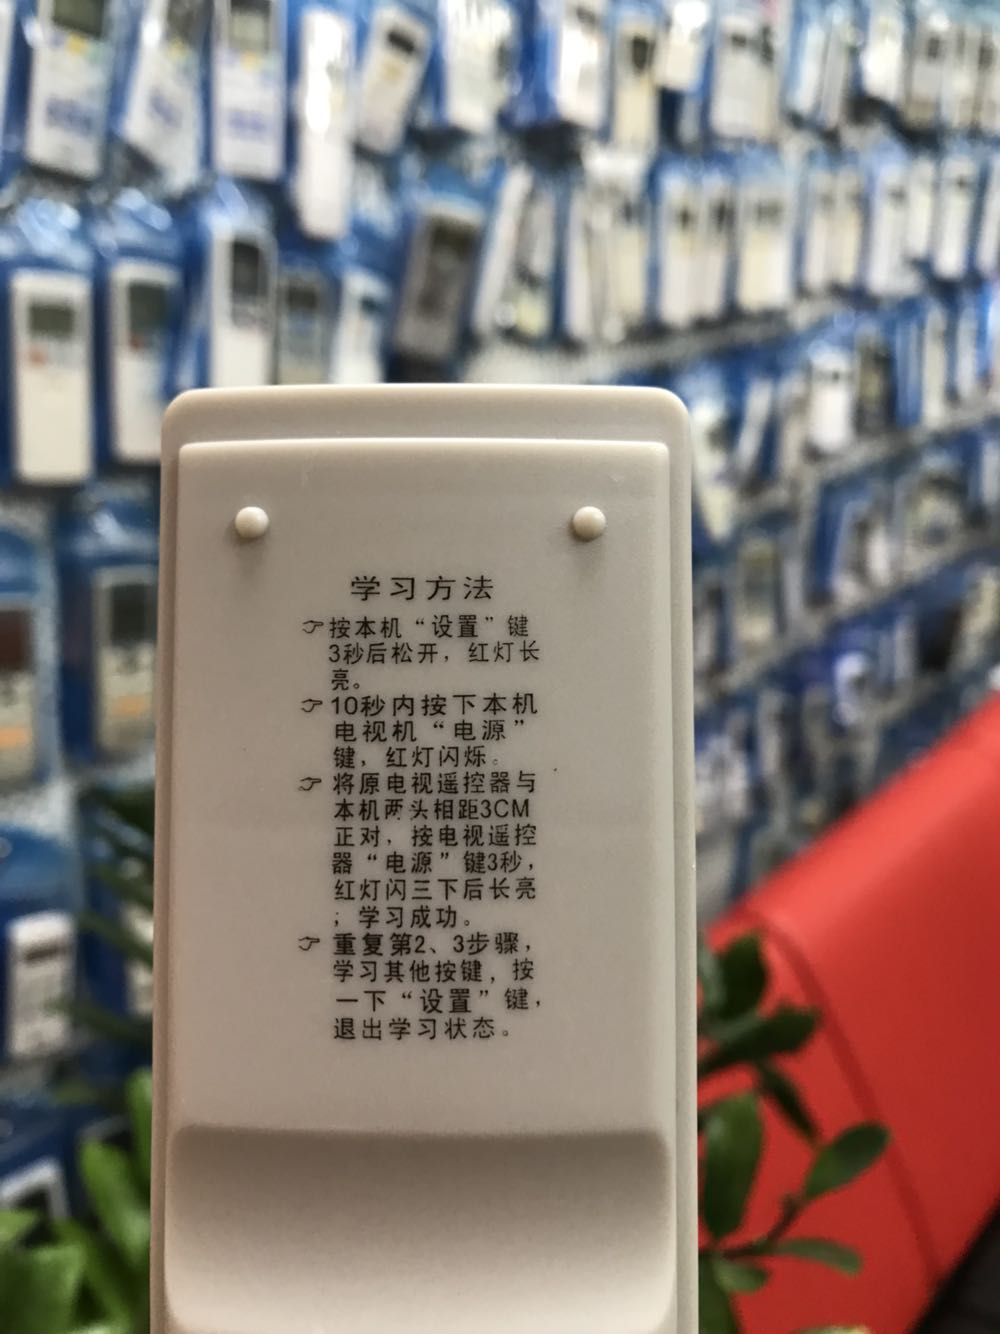 学习方法
☞按本机“设置”键
3秒后松开，红灯长
亮。
☞10秒内按下本机
电视机“电源”
键，红灯闪烁。
☞将原电视遥控器与
本机两头相距3CM
正对，按电视遥控
器“电源”键3秒，
红灯闪三下后长亮
；学习成功。
☞重复第2、3步骤，
学习其他按键，按
一下“设置”键，
退出学习状态。